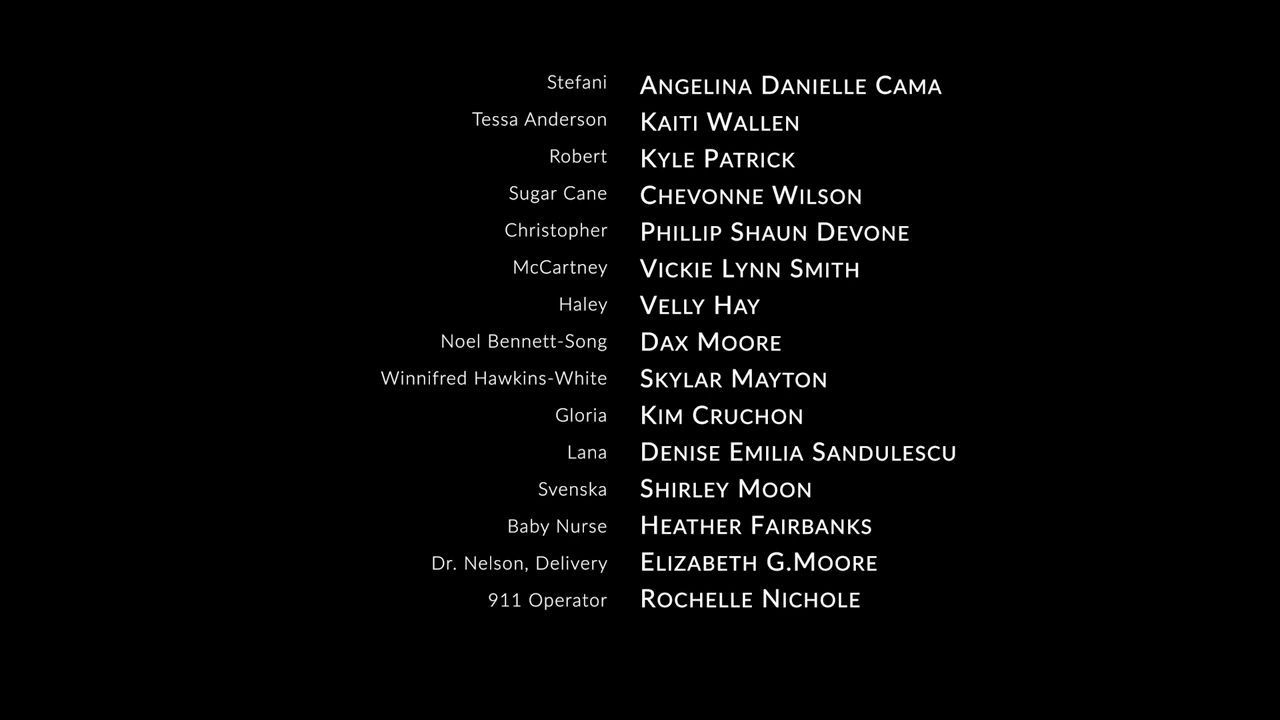 Stefani ANGELINA DANIELLE CAMA
Tessa Anderson KAITI WALLEN
Robert KYLE PATRICK
Sugar Cane CHEVONNE WILSON
Christopher PHILLIP SHAUN DEVONE
McCartney VICKIE LYNN SMITH
Haley VELLY HAY
Noel Bennett-Song DAX MOORE
Winnifred Hawkins-White SKYLAR MAYTON
Gloria KIM CRUCHON
Lana DENISE EMILIA SANDULESCU
Svenska SHIRLEY MOON
Baby Nurse HEATHER FAIRBANKS
Dr. Nelson, Delivery ELIZABETH G.MOORE
911 Operator ROCHELLE NICHOLE